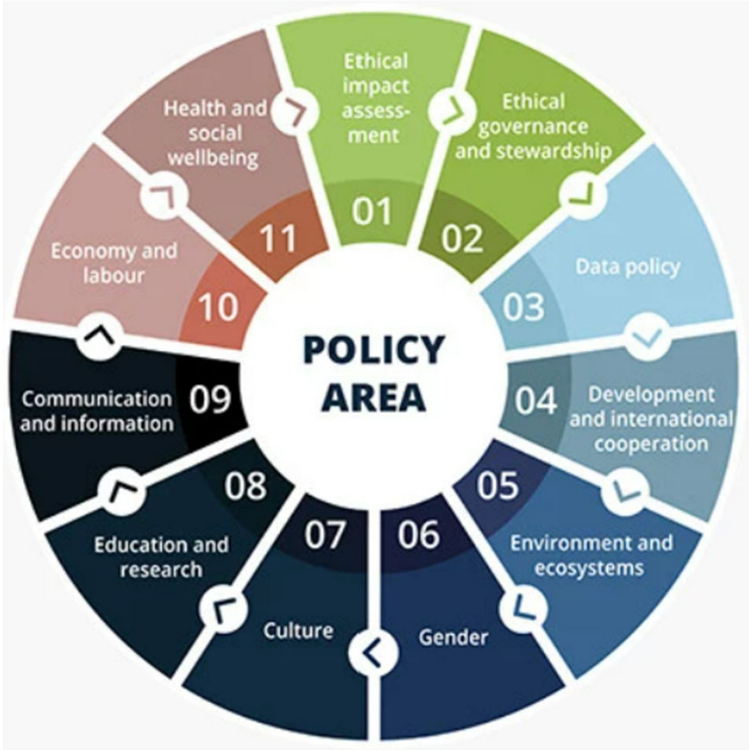 POLICY
AREA
01
Ethical
impact
assess-
ment
02
Ethical
governance
and stewardship
03
Data policy
04
Development
and international
cooperation
05
Environment and
ecosystems
06
Gender
07
Culture
08
Education and
research
09
Communication
and information
10
Economy and
labour
11
Health and
social
wellbeing